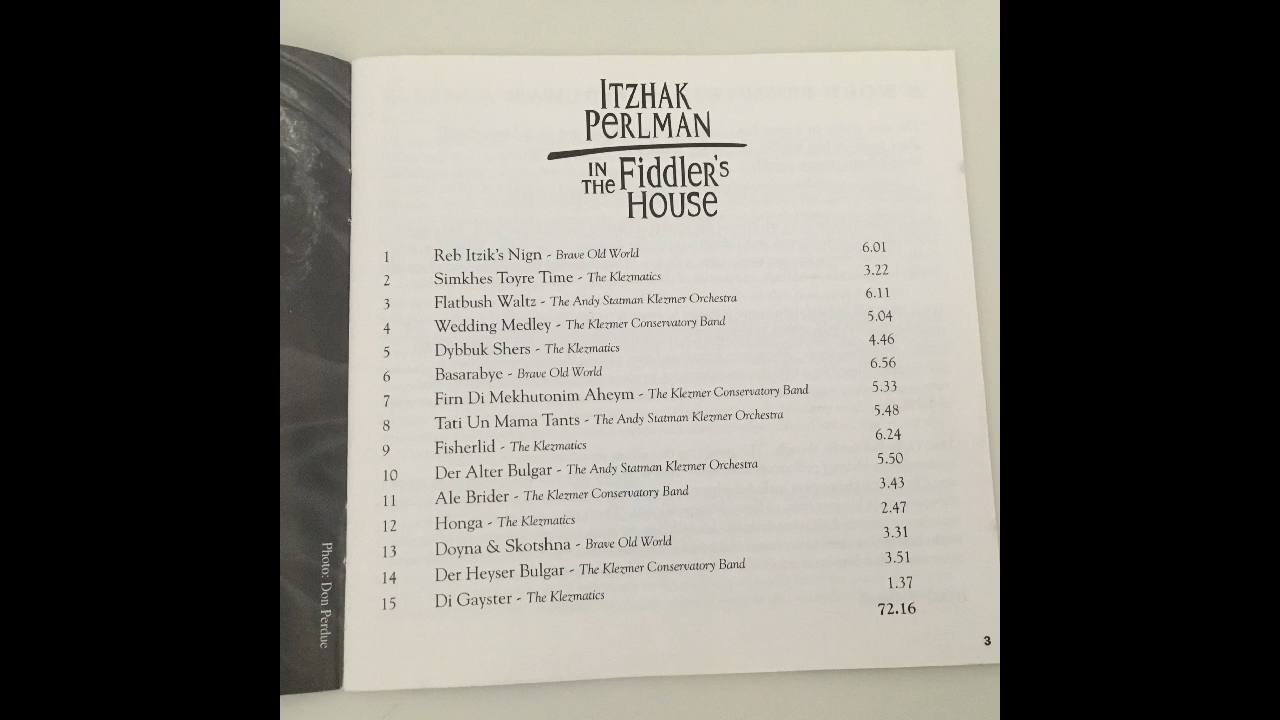 ITZHAK
PERLMAN
IN THE FIDDLER'S
HOUSE
1 Reb Itzik's Nign - Brave Old World 6.01
2 Simkhes Toyre Time - The Klezmatics 3.22
3 Flatbush Waltz - The Andy Statman Klezmer Orchestra 6.11
4 Wedding Medley - The Klezmer Conservatory Band 5.04
5 Dybbuk Shers - The Klezmatics 4.46
6 Basarabye - Brave Old World 6.56
7 Firn Di Mekhutonim Aheym - The Klezmer Conservatory Band 5.33
8 Tati Un Mama Tants - The Andy Statman Klezmer Orchestra 5.48
9 Fisherlid - The Klezmatics 6.24
10 Der Alter Bulgar - The Andy Statman Klezmer Orchestra 5.50
11 Ale Brider - The Klezmer Conservatory Band 3.43
12 Honga - The Klezmatics 2.47
13 Doyna & Skotshna - Brave Old World 3.31
14 Der Heyser Bulgar - The Klezmer Conservatory Band 3.51
15 Di Gayster - The Klezmatics 1.37
72.16
3
Photo: Don Perdue